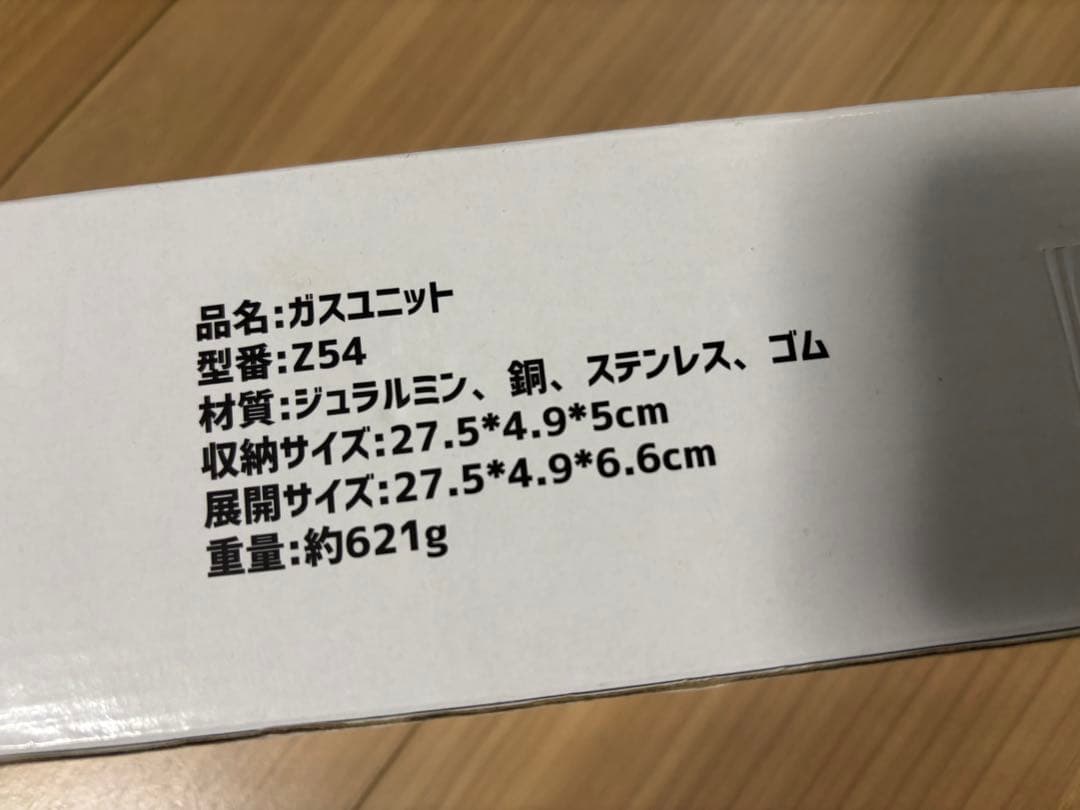 品名:ガスユニット
型番:Z54
材質:ジュラルミン、銅、ステンレス、ゴム
収納サイズ:27.5*4.9*5cm
展開サイズ:27.5*4.9*6.6cm
重量:約621g